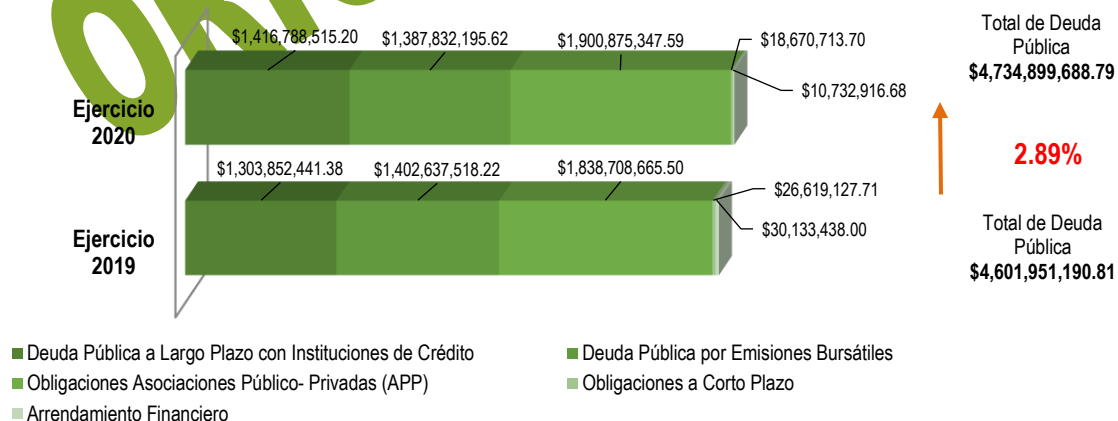 $1,416,788,515.20 $1,387,832,195.62 $1,900,875,347.59 $18,670,713.70
$10,732,916.68
Ejercicio
2020
$1,303,852,441.38 $1,402,637,518.22 $1,838,708,665.50
$26,619,127.71
$30,133,438.00
Ejercicio
2019
Total de Deuda
Pública
$4,734,899,688.79
2.89%
Total de Deuda
Pública
$4,601,951,190.81
Deuda Pública a Largo Plazo con Instituciones de Crédito
Deuda Pública por Emisiones Bursátiles
Obligaciones Asociaciones Público- Privadas (APP)
Obligaciones a Corto Plazo
Arrendamiento Financiero